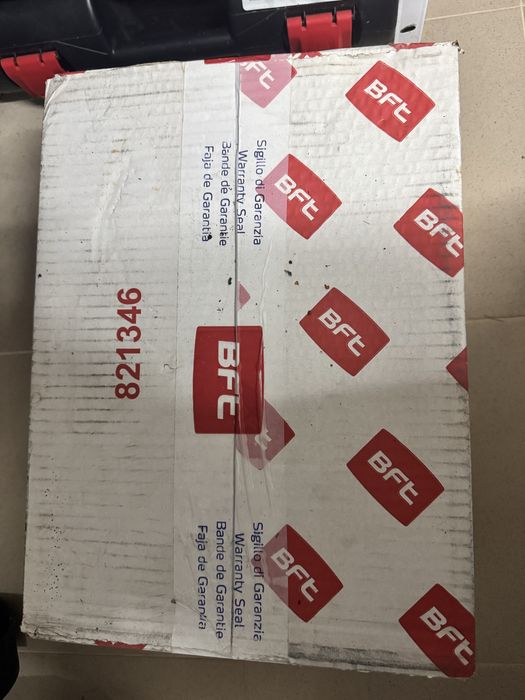 BFt
BFt
Sigillo di Garanzia
Warranty Seal
Bande de Garantie
Faja de Garantia
BFt
BFt
BFt
821346
BFt
BFt
BFt
Sigillo di Garanzia
Warranty Seal
Bande de Garantie
Faja de Garantia
BFt
BFt